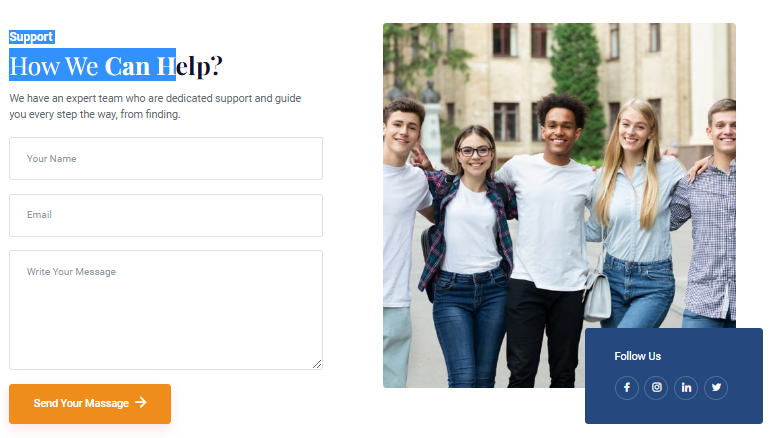 Support
How We Can Help?
We have an expert team who are dedicated support and guide
you every step the way, from finding.
Your Name
Email
Write Your Message
Send Your Massage
Follow Us